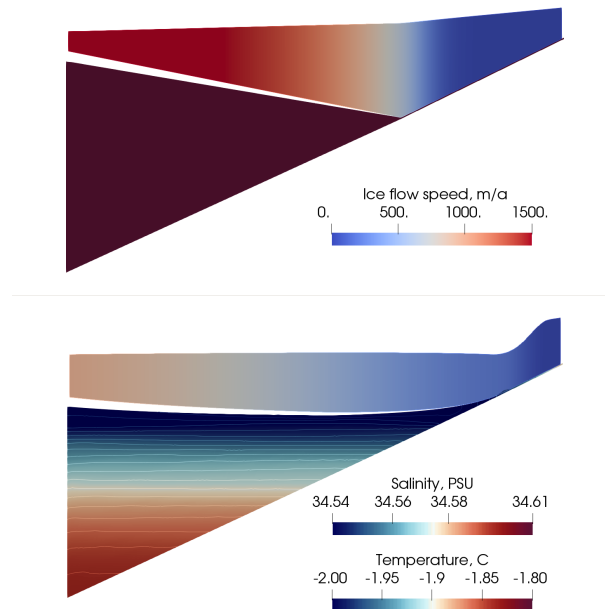 Ice flow speed, m/a
0. 500. 1000. 1500.
Salinity, PSU
34.54 34.56 34.58 34.61
Temperature, C
-2.00 -1.95 -1.9 -1.85 -1.80